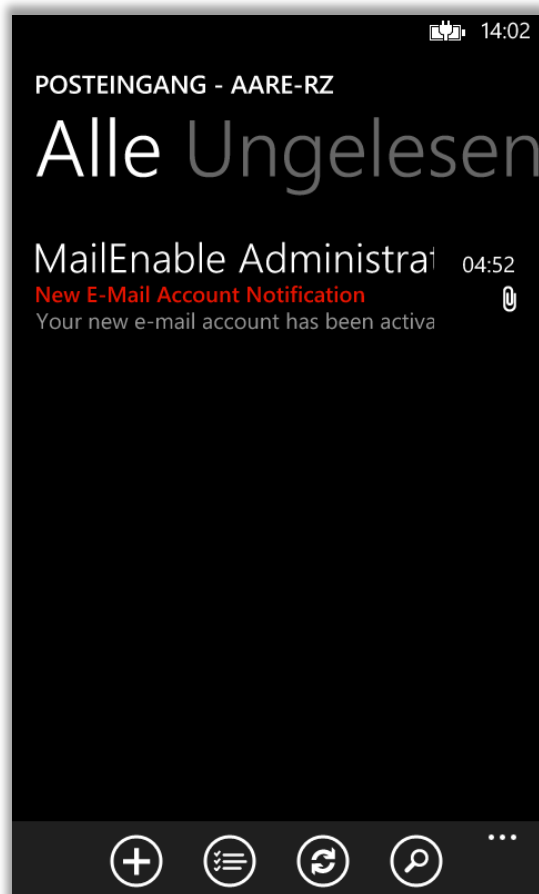 14:02
POSTEINGANG - AARE-RZ
Alle Ungelesen
MailEnable Administrat 04:52
New E-Mail Account Notification
Your new e-mail account has been activa